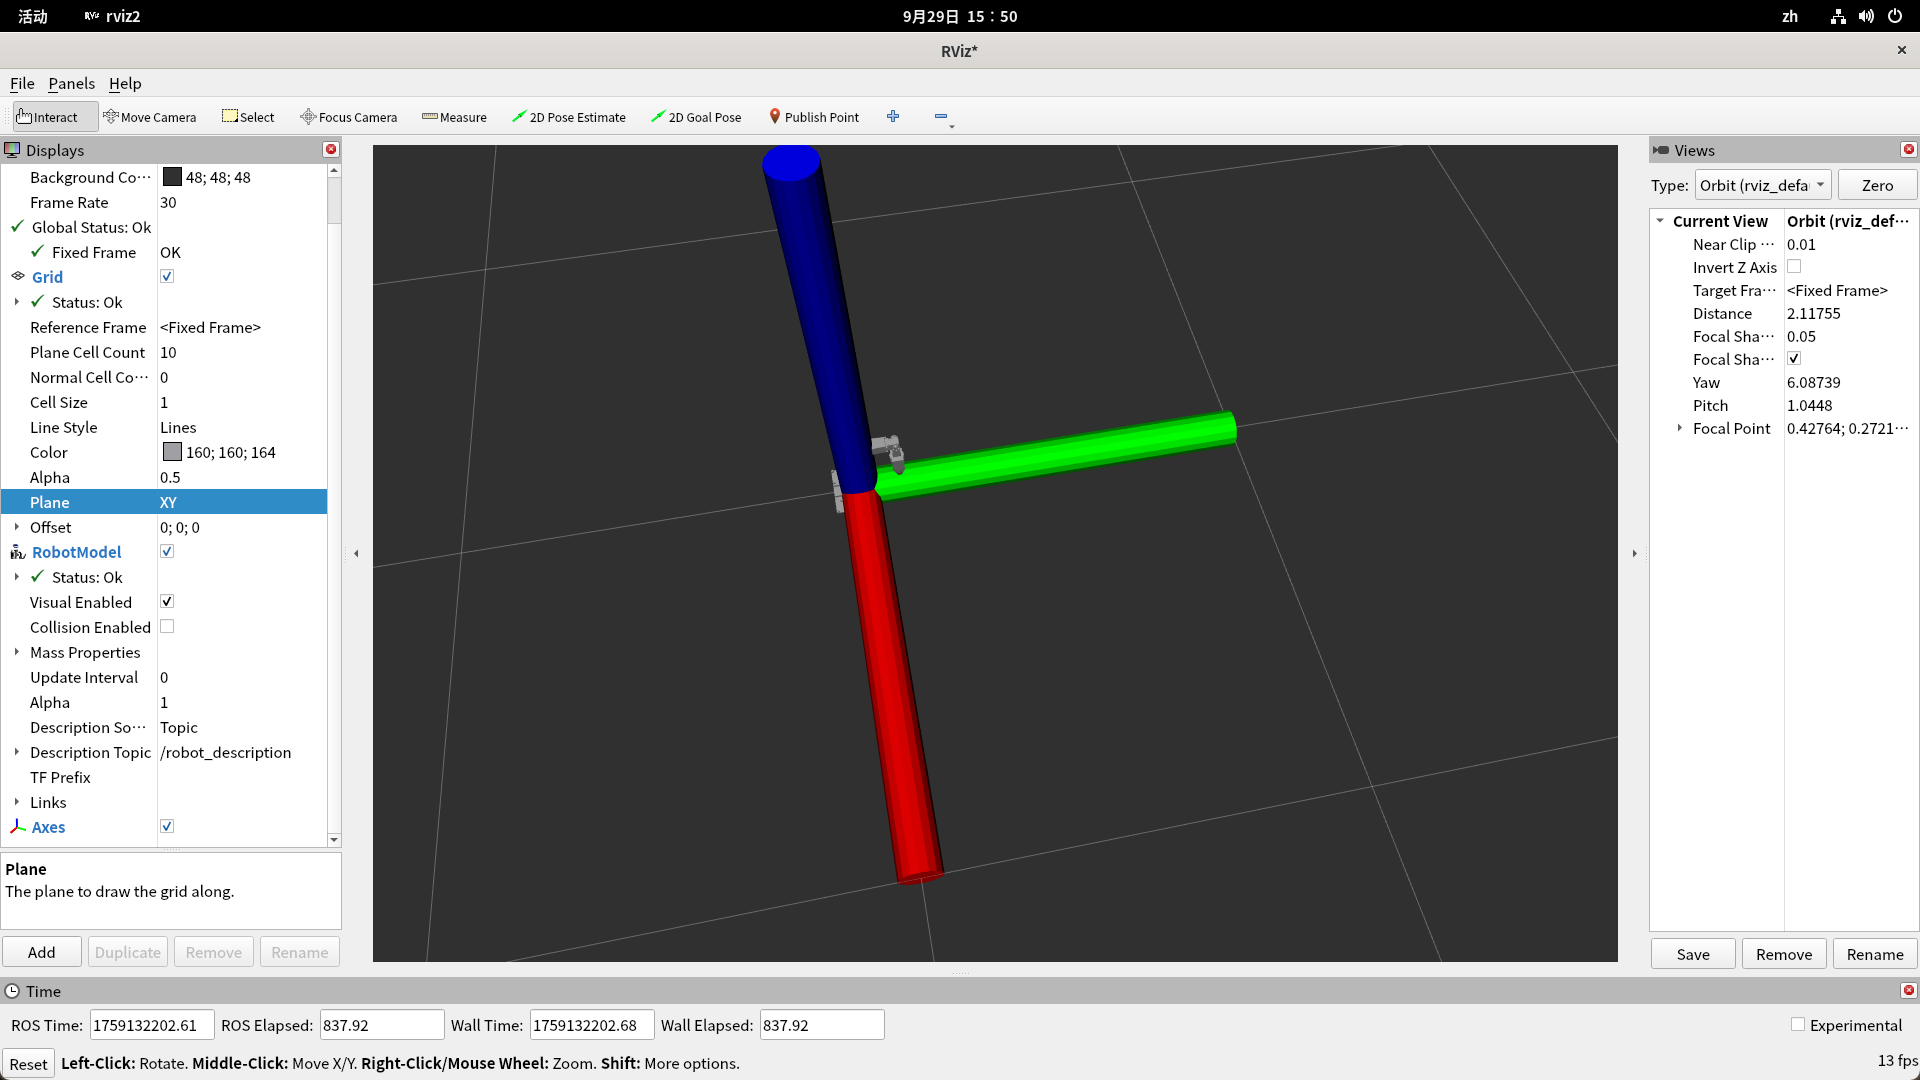 活动 rviz2 9月29日 15：50 zh
RViz*
File Panels Help
Interact Move Camera Select Focus Camera Measure 2D Pose Estimate 2D Goal Pose Publish Point
Displays
Background Co··· 48; 48; 48
Frame Rate 30
Global Status: Ok
Fixed Frame OK
Grid
Status: Ok
Reference Frame <Fixed Frame>
Plane Cell Count 10
Normal Cell Co··· 0
Cell Size 1
Line Style Lines
Color 160; 160; 164
Alpha 0.5
Plane XY
Offset 0; 0; 0
RobotModel
Status: Ok
Visual Enabled
Collision Enabled
Mass Properties
Update Interval 0
Alpha 1
Description So··· Topic
Description Topic /robot_description
TF Prefix
Links
Axes
Plane
The plane to draw the grid along.
Add Duplicate Remove Rename
Views
Type: Orbit (rviz_defa Zero
Current View Orbit (rviz_def···
Near Clip ··· 0.01
Invert Z Axis
Target Fra··· <Fixed Frame>
Distance 2.11755
Focal Sha··· 0.05
Focal Sha···
Yaw 6.08739
Pitch 1.0448
Focal Point 0.42764; 0.2721···
Save Remove Rename
Time
ROS Time: 1759132202.61 ROS Elapsed: 837.92 Wall Time: 1759132202.68 Wall Elapsed: 837.92 Experimental
Reset Left-Click: Rotate. Middle-Click: Move X/Y. Right-Click/Mouse Wheel: Zoom. Shift: More options. 13 fps